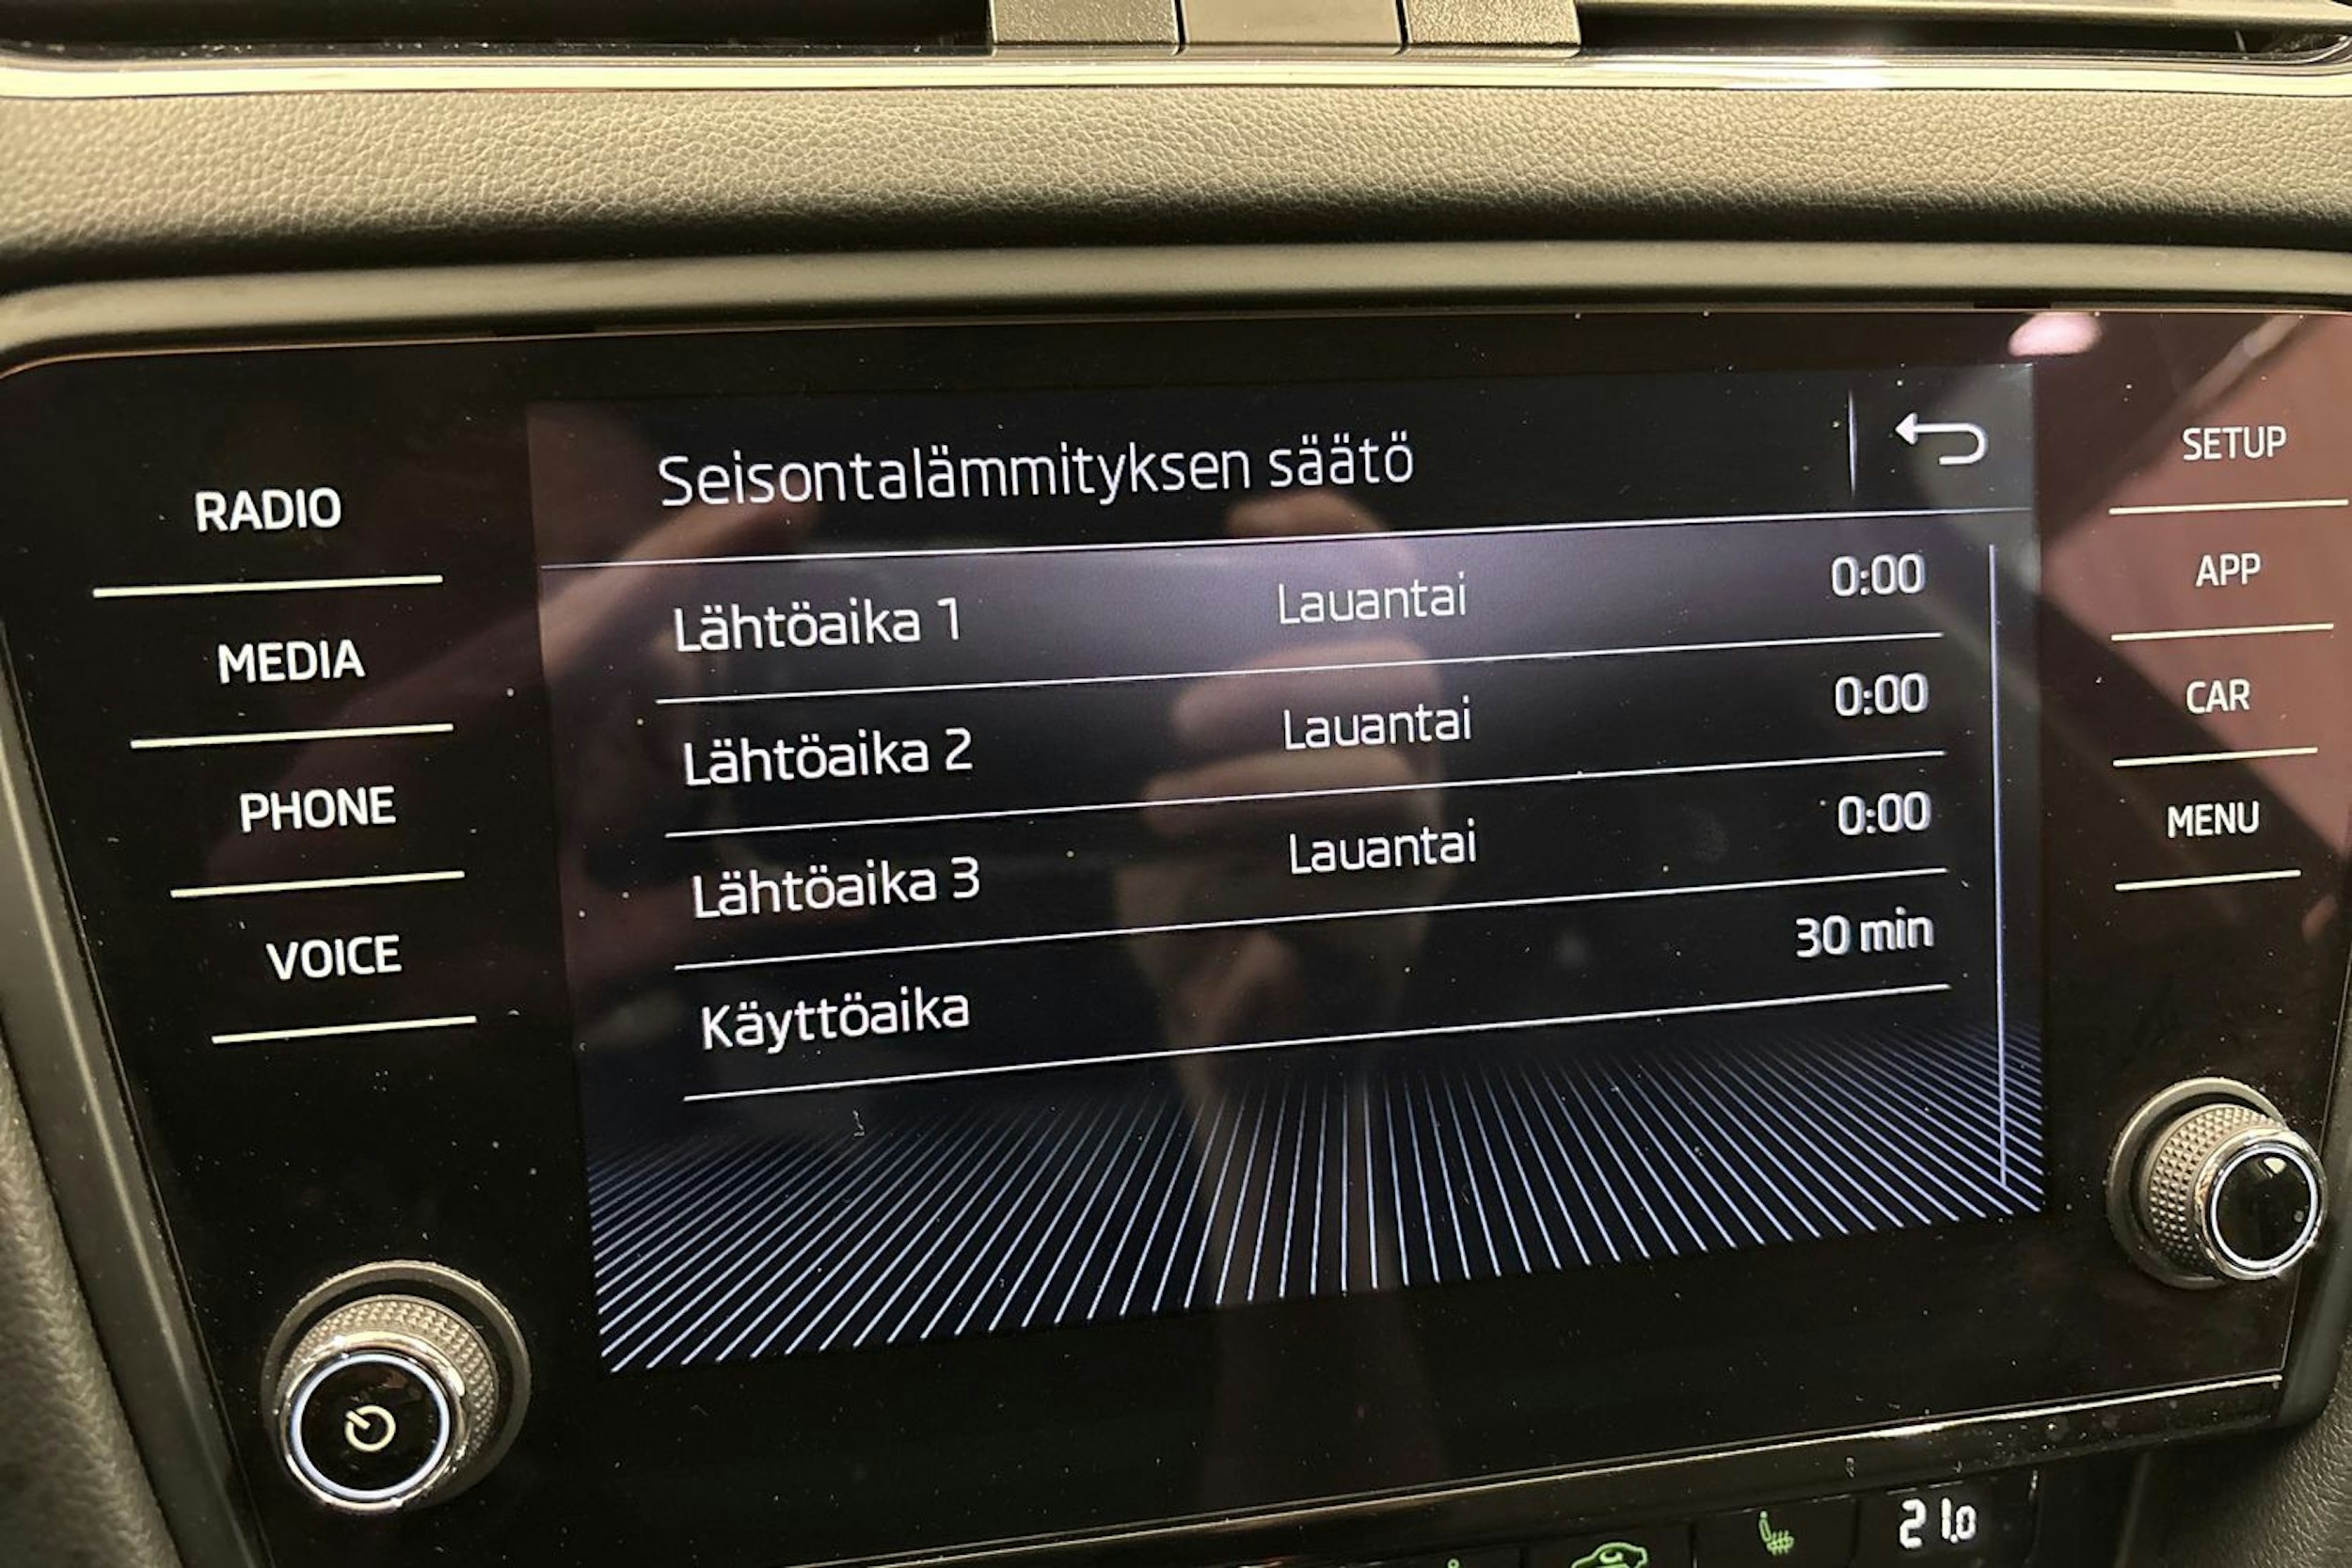 Seisontalämmityksen säätö
Lähtöaika 1 Lauantai 0:00
Lähtöaika 2 Lauantai 0:00
Lähtöaika 3 Lauantai 0:00
Käyttöaika 30 min
RADIO
MEDIA
PHONE
VOICE
SETUP
APP
CAR
MENU
21.0